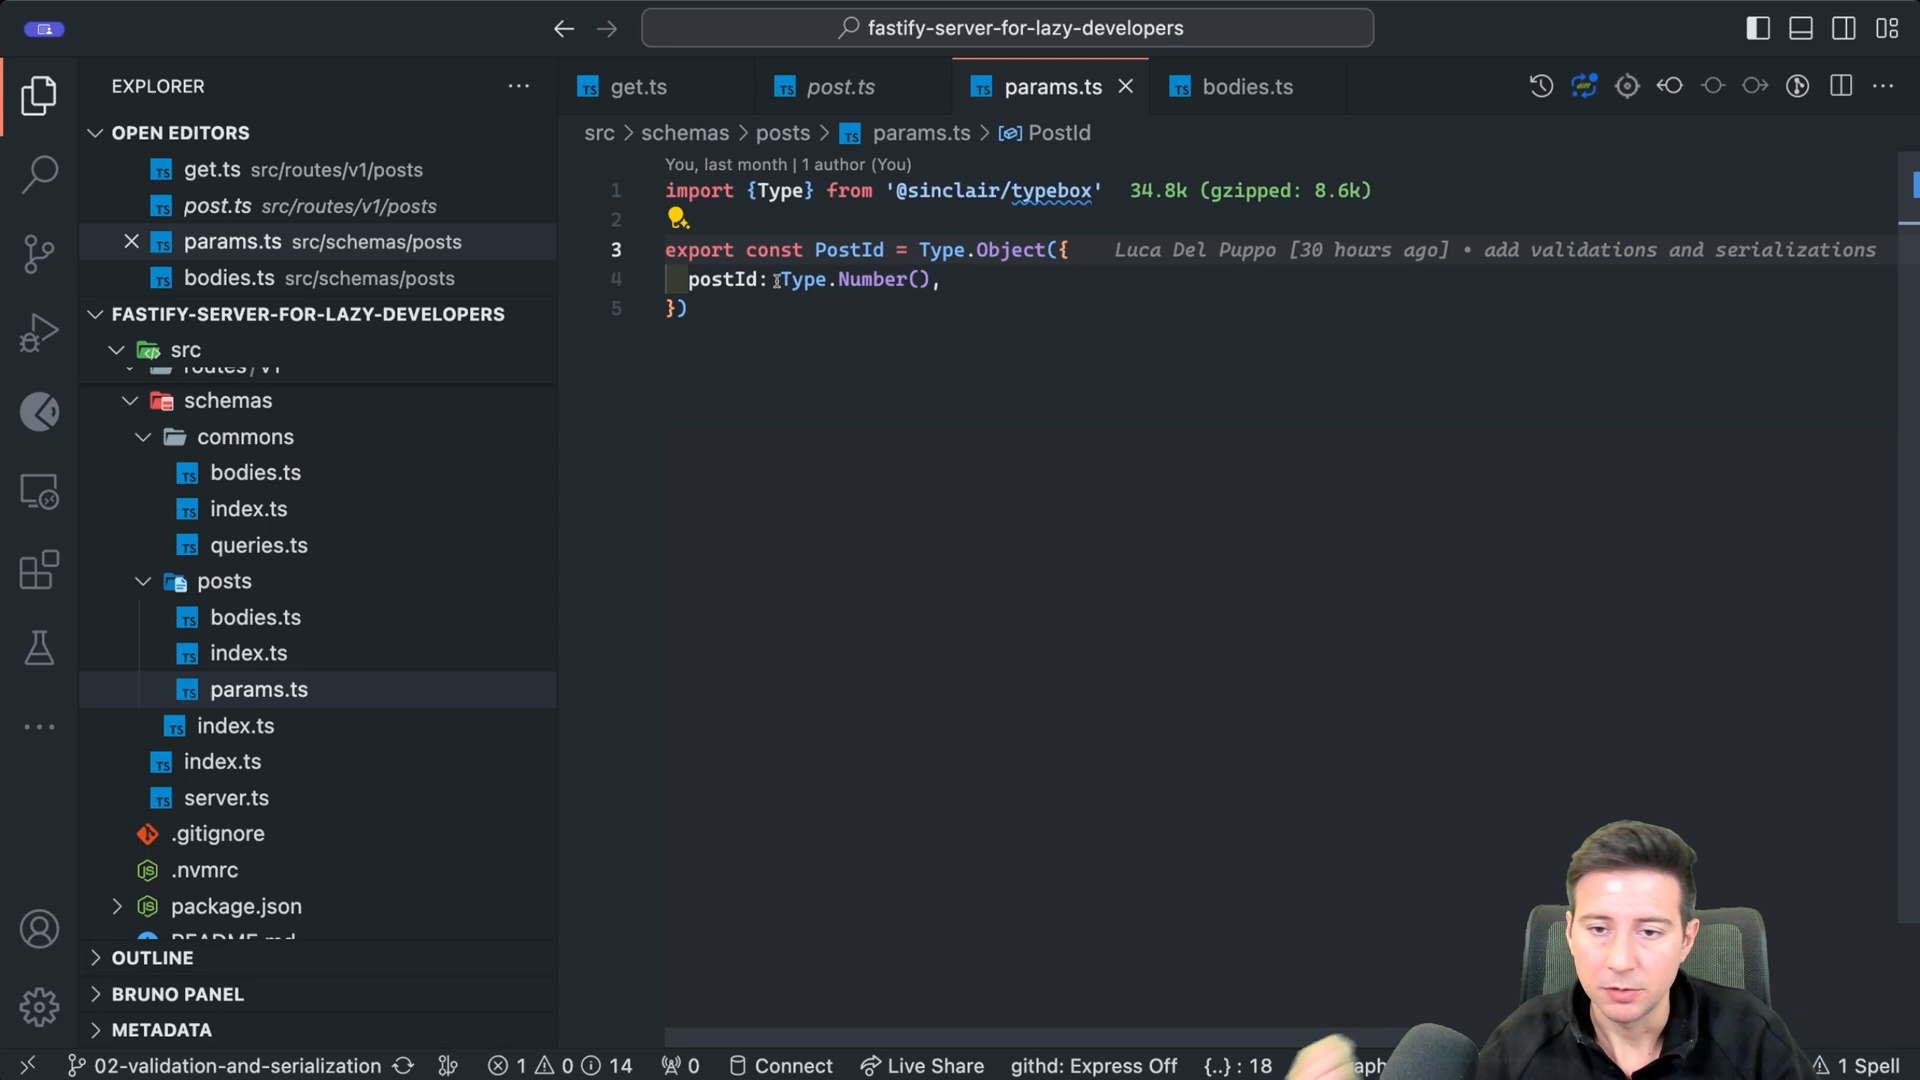 fastify-server-for-lazy-developers
EXPLORER
get.ts
post.ts
params.ts
bodies.ts
OPEN EDITORS
get.ts src/routes/v1/posts
post.ts src/routes/v1/posts
params.ts src/schemas/posts
bodies.ts src/schemas/posts
FASTIFY-SERVER-FOR-LAZY-DEVELOPERS
src
routes/v1
schemas
commons
bodies.ts
index.ts
queries.ts
posts
bodies.ts
index.ts
params.ts
index.ts
index.ts
server.ts
.gitignore
.nvmrc
package.json
README.md
OUTLINE
BRUNO PANEL
METADATA
src > schemas > posts > params.ts > PostId
You, last month | 1 author (You)
1 import {Type} from '@sinclair/typebox' 34.8k (gzipped: 8.6k)
2
3 export const PostId = Type.Object({ Luca Del Puppo [30 hours ago] • add validations and serializations
4 postId: Type.Number(),
5 })
02-validation-and-serialization 1 0 14 0 Connect Live Share githd: Express Off {..} : 18 1 Spell